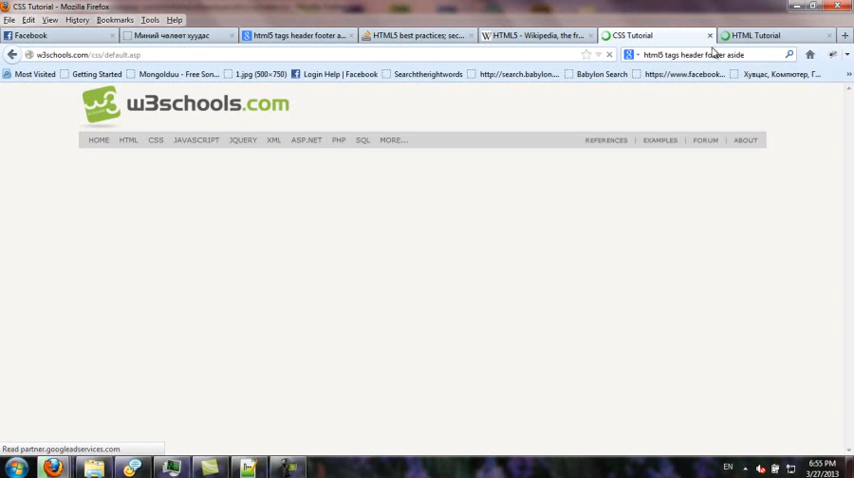 CSS Tutorial - Mozilla Firefox
File Edit View History Bookmarks Tools Help
Facebook Миний чөлөөт хуудас html5 tags header footer a... HTML5 best practices; sec... HTML5 - Wikipedia, the fr... CSS Tutorial HTML Tutorial
w3schools.com/css/default.asp html5 tags header footer aside
Most Visited Getting Started Mongolduu - Free Son... 1.jpg (500×750) Login Help | Facebook Searchtherightwords http://search.babylon.... Babylon Search https://www.facebook... Хувцас, Компютер, Г...
w3schools.com
HOME HTML CSS JAVASCRIPT JQUERY XML ASP.NET PHP SQL MORE... REFERENCES | EXAMPLES | FORUM | ABOUT
Read partner.googleadservices.com
EN 6:55 PM
3/27/2013